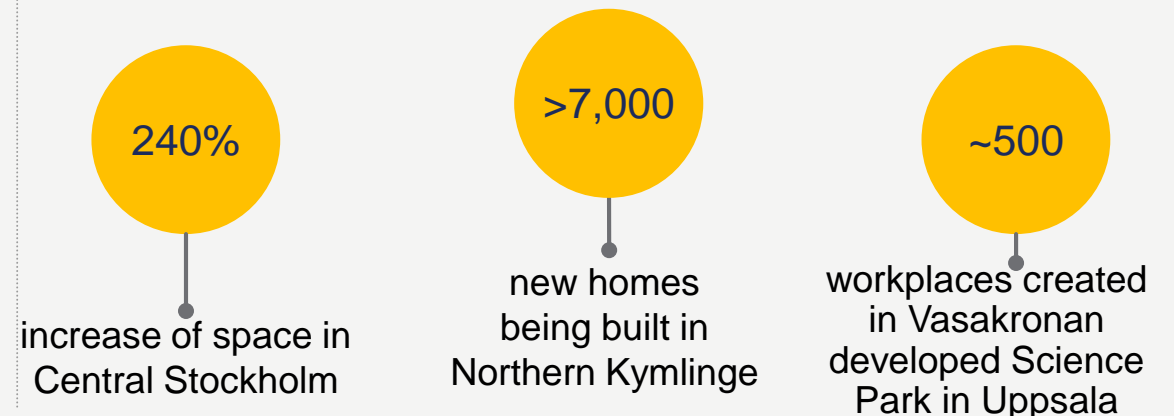 240%
increase of space in
Central Stockholm
>7,000
new homes
being built in
Northern Kymlinge
~500
workplaces created
in Vasakronan
developed Science
Park in Uppsala